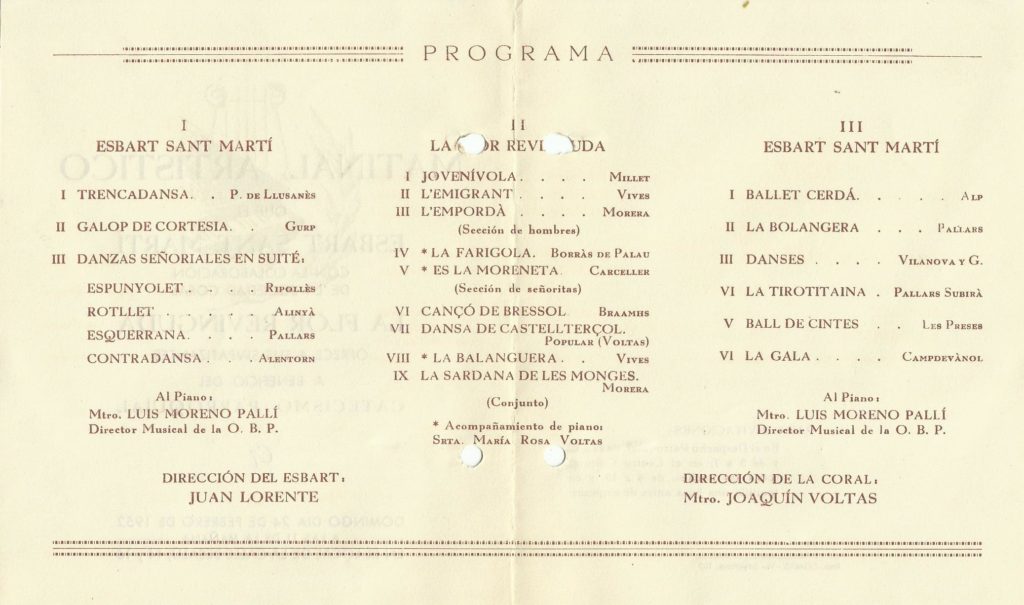 PROGRAMA
I
ESBART SANT MARTÍ
I TRENCADANSA. . P. de Llusanès
II GALOP DE CORTESIA. . Gurp
III DANZAS SEÑORIALES EN SUITÉ:
ESPUNYOLET . . . . Ripollès
ROTLLET . . . . Alinyà
ESQUERRANA. . . . Pallars
CONTRADANSA. . . Alentorn
Al Piano:
Mtro. LUIS MORENO PALLÍ
Director Musical de la O. B. P.
DIRECCIÓN DEL ESBART:
JUAN LORENTE
II
LA OR REV UDA
I JOVENÍVOLA. . . . Millet
II L'EMIGRANT . . . . Vives
III L'EMPORDÀ . . . . Morera
(Sección de hombres)
IV * LA FARIGOLA. Borràs de Palau
V * ES LA MORENETA. Carceller
(Sección de señoritas)
VI CANÇÓ DE BRESSOL. Braamhs
VII DANSA DE CASTELLTERÇOL.
Popular (Voltas)
VIII * LA BALANGUERA. . Vives
IX LA SARDANA DE LES MONGES.
Morera
(Conjunto)
* Acompañamiento de piano:
Srta. María Rosa Voltas
III
ESBART SANT MARTÍ
I BALLET CERDÁ. . . . . Alp
II LA BOLANGERA . . Pallars
III DANSES . . . . Vilanova y G.
VI LA TIROTITAINA . Pallars Subirà
V BALL DE CINTES . . Les Preses
VI LA GALA . . . . Campdevànol
Al Piano:
Mtro. LUIS MORENO PALLÍ
Director Musical de la O. B. P.
DIRECCIÓN DE LA CORAL:
Mtro. JOAQUÍN VOLTAS